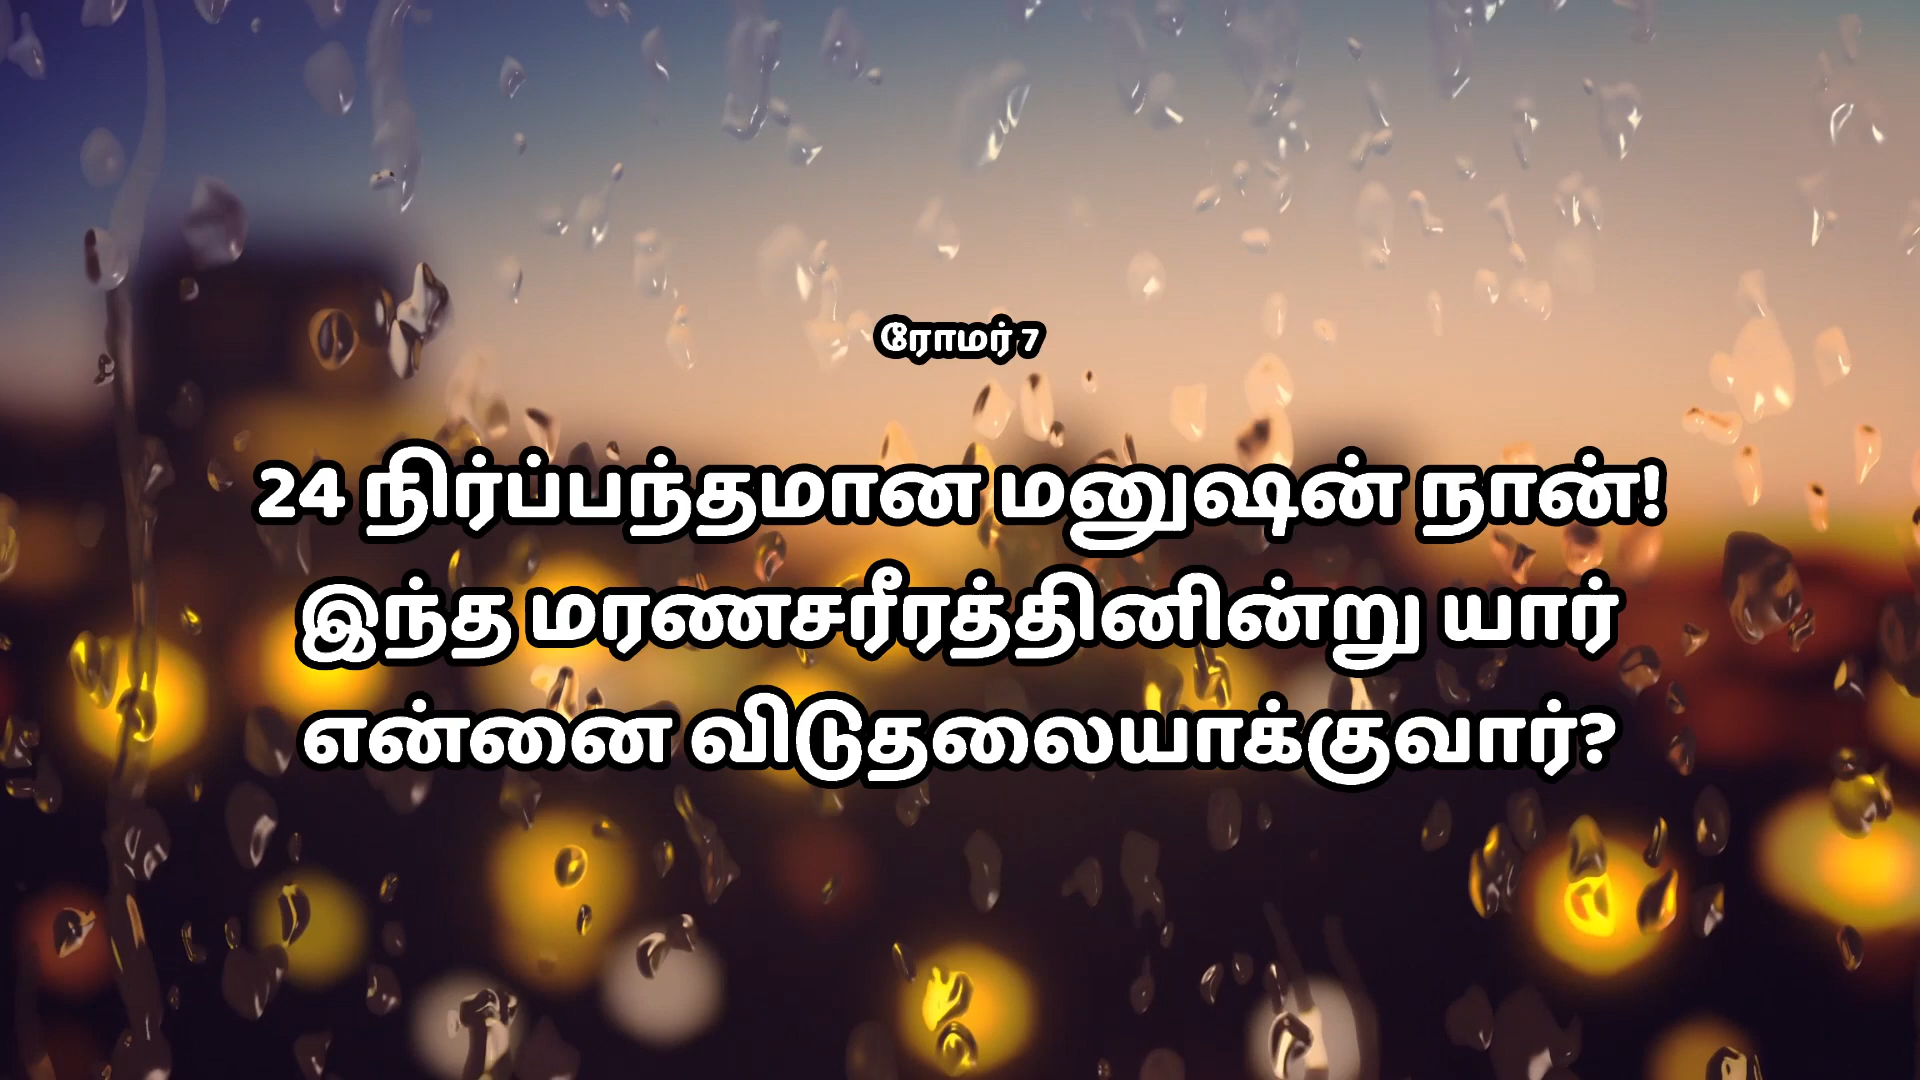 ரோமர் 7
24 நிர்ப்பந்தமான மனுஷன் நான்!
இந்த மரணசரீரத்தினின்று யார்
என்னை விடுதலையாக்குவார்?